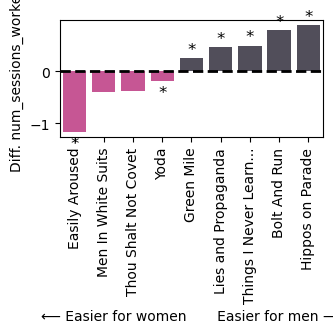 Diff. num_sessions_worke
0
−1
*
*
*
*
*
*
*
Easily Aroused
Men In White Suits
Thou Shalt Not Covet
Yoda
Green Mile
Lies and Propaganda
Things I Never Learn...
Bolt And Run
Hippos on Parade
⟵ Easier for women
Easier for men —